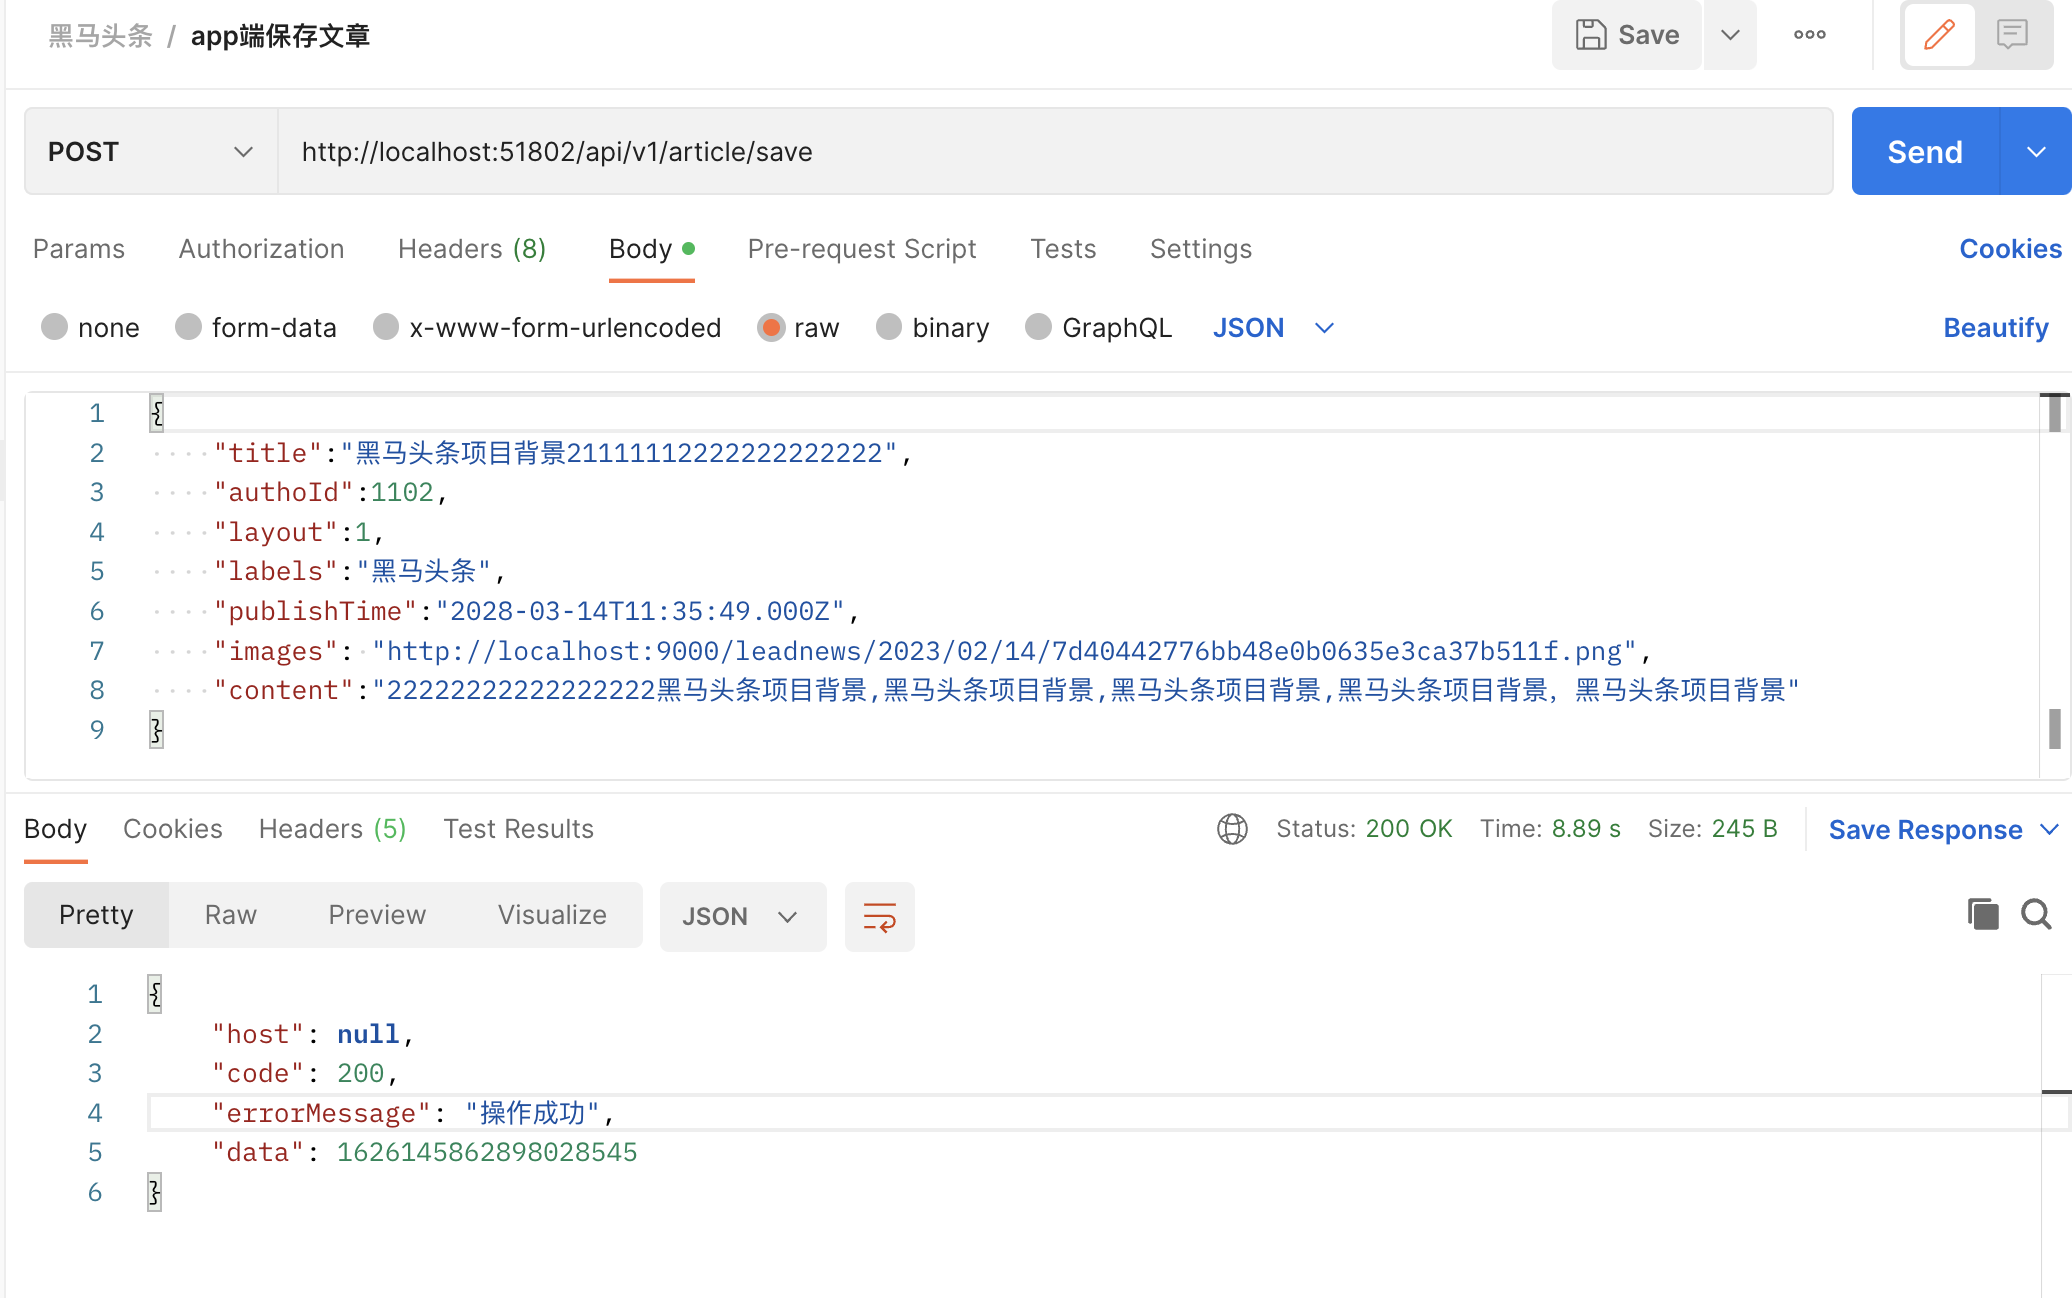 黑马头条 / app端保存文章
Save
POST http://localhost:51802/api/v1/article/save Send
Params Authorization Headers (8) Body Pre-request Script Tests Settings Cookies
none form-data x-www-form-urlencoded raw binary GraphQL JSON Beautify
1 {
2 "title":"黑马头条项目背景21111112222222222222",
3 "authoId":1102,
4 "layout":1,
5 "labels":"黑马头条",
6 "publishTime":"2028-03-14T11:35:49.000Z",
7 "images": "http://localhost:9000/leadnews/2023/02/14/7d40442776bb48e0b0635e3ca37b511f.png",
8 "content":"22222222222222222黑马头条项目背景,黑马头条项目背景,黑马头条项目背景,黑马头条项目背景，黑马头条项目背景"
9 }
Body Cookies Headers (5) Test Results Status: 200 OK Time: 8.89 s Size: 245 B Save Response
Pretty Raw Preview Visualize JSON
1 {
2 "host": null,
3 "code": 200,
4 "errorMessage": "操作成功",
5 "data": 1626145862898028545
6 }